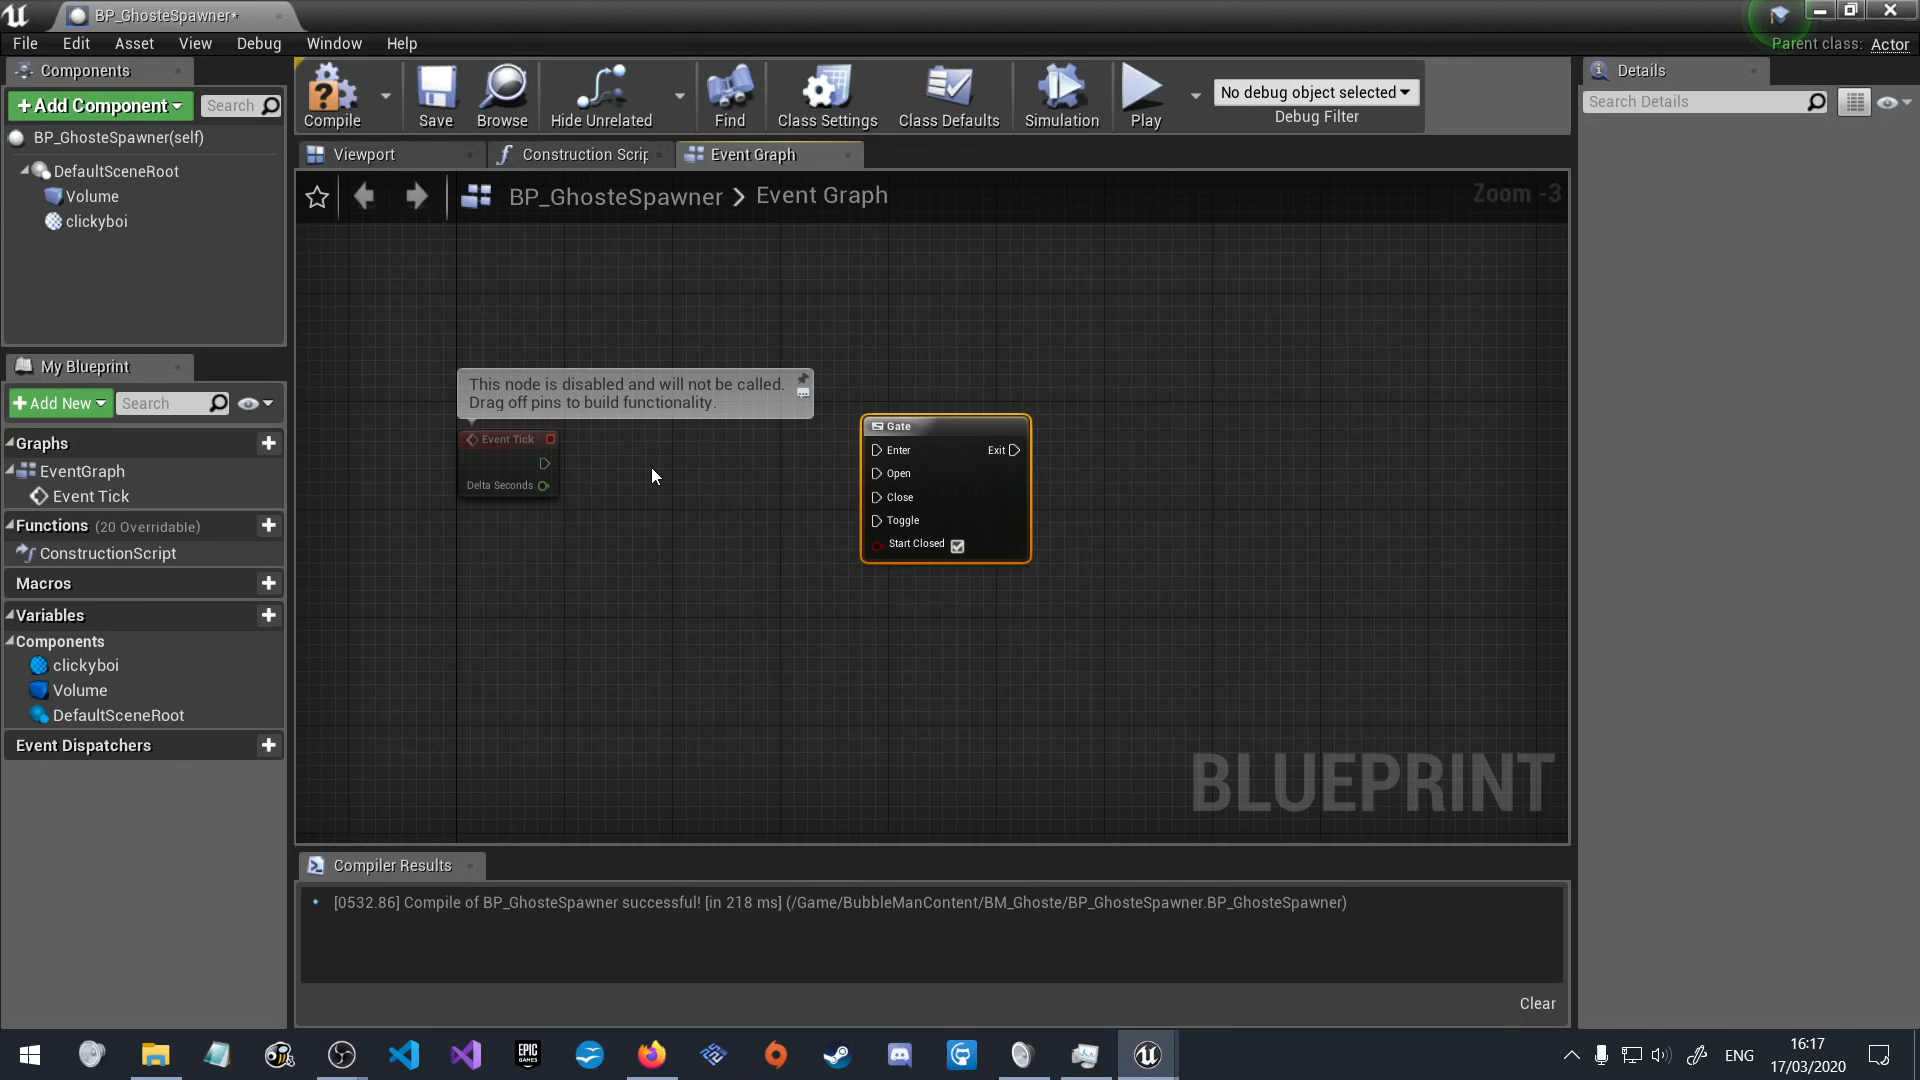 BP_GhosteSpawner*
File Edit Asset View Debug Window Help
Parent class: Actor
Components
+Add Component
Search
BP_GhosteSpawner(self)
DefaultSceneRoot
Volume
clickyboi
My Blueprint
+Add New
Search
Graphs
EventGraph
Event Tick
Functions (20 Overridable)
ConstructionScript
Macros
Variables
Components
clickyboi
Volume
DefaultSceneRoot
Event Dispatchers
Compile
Save
Browse
Hide Unrelated
Find
Class Settings
Class Defaults
Simulation
Play
No debug object selected
Debug Filter
Viewport
Construction Scrip
Event Graph
BP_GhosteSpawner > Event Graph
Zoom -3
This node is disabled and will not be called.
Drag off pins to build functionality.
Event Tick
Delta Seconds
Gate
Enter Exit
Open
Close
Toggle
Start Closed
BLUEPRINT
Compiler Results
[0532.86] Compile of BP_GhosteSpawner successful! [in 218 ms] (/Game/BubbleManContent/BM_Ghoste/BP_GhosteSpawner.BP_GhosteSpawner)
Clear
Details
Search Details
EPIC
GAMES
ENG
16:17
17/03/2020